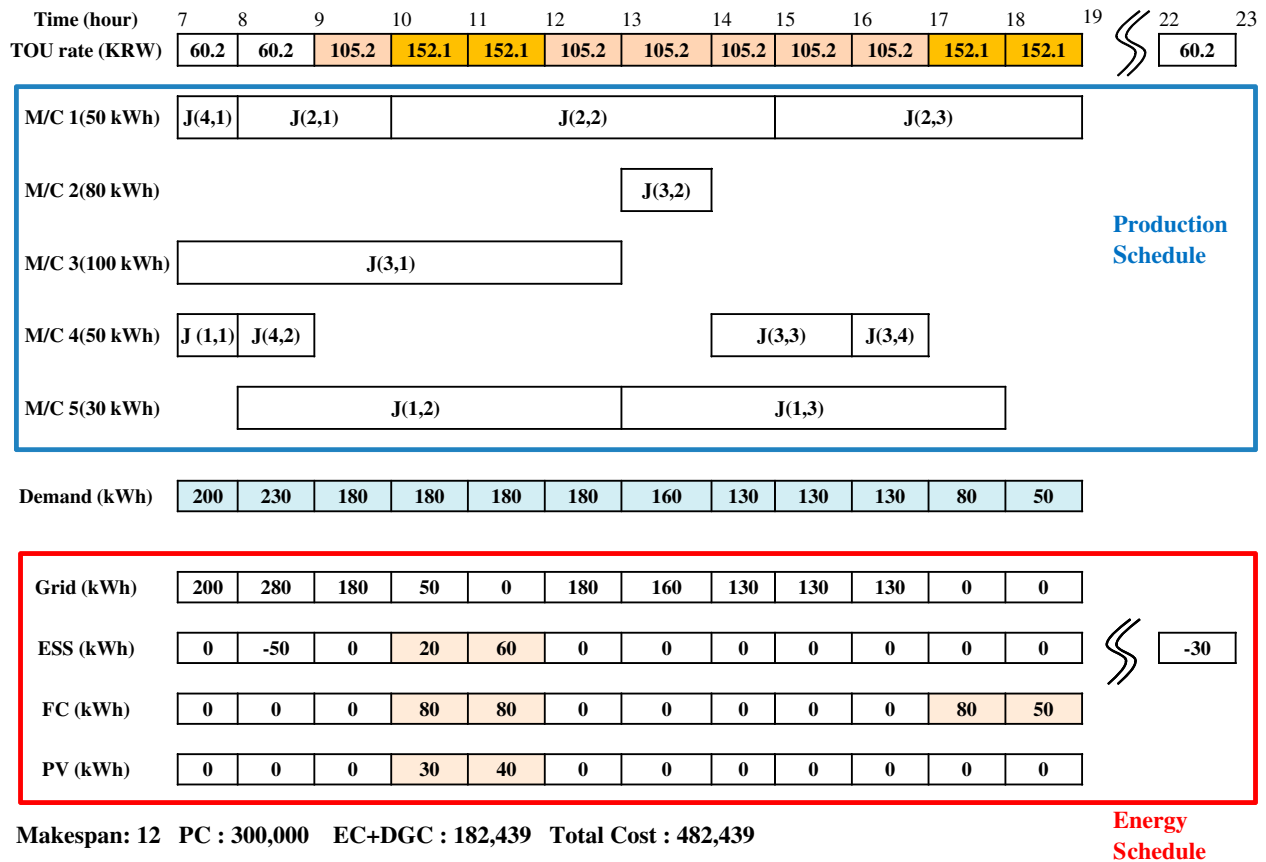 Time (hour) 7 8 9 10 11 12 13 14 15 16 17 18 19 22 23
TOU rate (KRW) 60.2 60.2 105.2 152.1 152.1 105.2 105.2 105.2 105.2 105.2 152.1 152.1 60.2
M/C 1(50 kWh) J(4,1) J(2,1) J(2,2) J(2,3)
M/C 2(80 kWh) J(3,2)
Production
Schedule
M/C 3(100 kWh) J(3,1)
M/C 4(50 kWh) J (1,1) J(4,2) J(3,3) J(3,4)
M/C 5(30 kWh) J(1,2) J(1,3)
Demand (kWh) 200 230 180 180 180 180 160 130 130 130 80 50
Grid (kWh) 200 280 180 50 0 180 160 130 130 130 0 0
ESS (kWh) 0 -50 0 20 60 0 0 0 0 0 0 0 -30
FC (kWh) 0 0 0 80 80 0 0 0 0 0 80 50
PV (kWh) 0 0 0 30 40 0 0 0 0 0 0 0
Makespan: 12 PC : 300,000 EC+DGC : 182,439 Total Cost : 482,439
Energy
Schedule